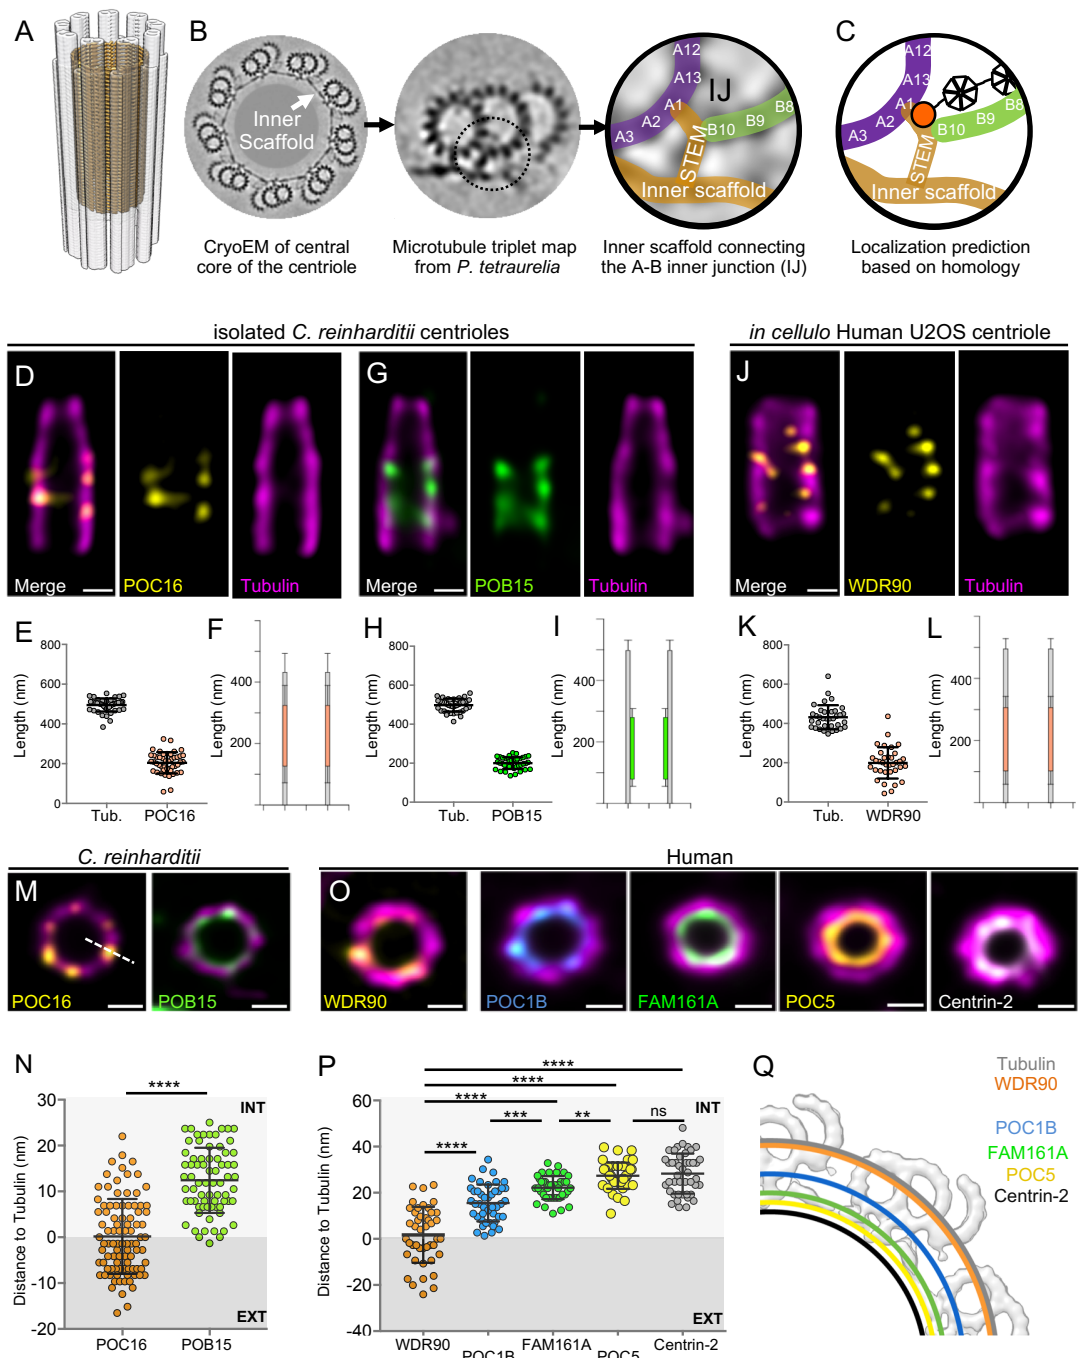 A
B
C
Inner
Scaffold
A12
A13
A1
A2
A3
IJ
B10
B9
B8
STEM
Inner scaffold
A12
A13
A1
A2
A3
B10
B9
B8
STEM
Inner scaffold
CryoEM of central
core of the centriole
Microtubule triplet map
from P. tetraurelia
Inner scaffold connecting
the A-B inner junction (IJ)
Localization prediction
based on homology
isolated C. reinharditii centrioles
in cellulo Human U2OS centriole
D
Merge
POC16
Tubulin
G
Merge
POB15
Tubulin
J
Merge
WDR90
Tubulin
E
Length (nm)
800
600
400
200
0
Tub.
POC16
F
Length (nm)
400
200
H
Length (nm)
800
600
400
200
0
Tub.
POB15
I
Length (nm)
400
200
K
Length (nm)
800
600
400
200
0
Tub.
WDR90
L
Length (nm)
400
200
C. reinharditii
Human
M
POC16
POB15
O
WDR90
POC1B
FAM161A
POC5
Centrin-2
N
Distance to Tubulin (nm)
30
20
10
0
-10
-20
****
INT
EXT
POC16
POB15
P
Distance to Tubulin (nm)
60
40
20
0
-20
-40
****
****
****
***
**
ns
****
INT
EXT
WDR90
POC1B
FAM161A
POC5
Centrin-2
Q
Tubulin
WDR90
POC1B
FAM161A
POC5
Centrin-2